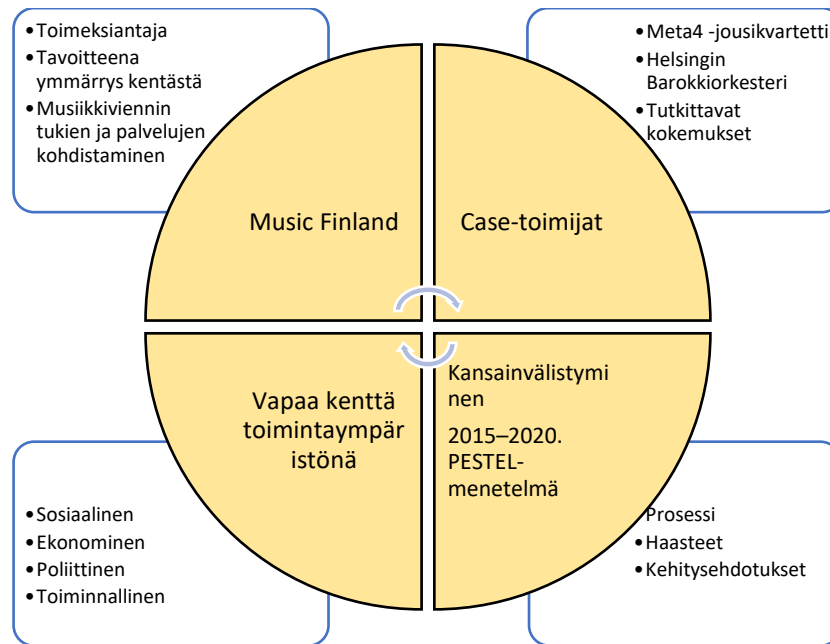 •Toimeksiantaja
•Tavoitteena
ymmärrys kentästä
•Musiikkiviennin
tukien ja palvelujen
kohdistaminen
•Meta4 -jousikvartetti
•Helsingin
Barokkiorkesteri
•Tutkittavat
kokemukset
Music Finland
Case-toimijat
Vapaa kenttä
toimintaympär
istönä
Kansainvälistymi
nen
2015–2020.
PESTEL-
menetelmä
•Sosiaalinen
•Ekonominen
•Poliittinen
•Toiminnallinen
Prosessi
•Haasteet
•Kehitysehdotukset